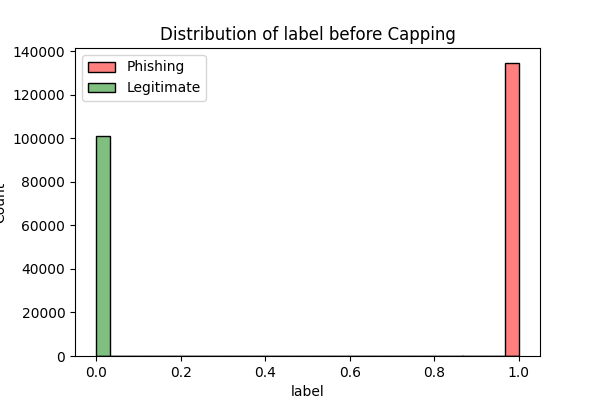 Distribution of label before Capping
Phishing
Legitimate
140000
120000
100000
80000
60000
40000
20000
0
Count
0.0 0.2 0.4 0.6 0.8 1.0
label